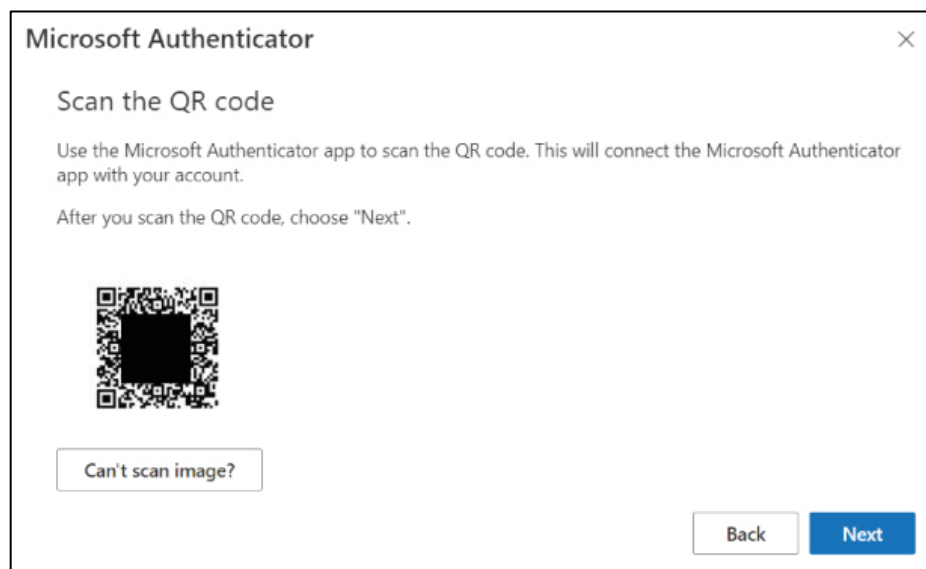 Microsoft Authenticator
Scan the QR code
Use the Microsoft Authenticator app to scan the QR code. This will connect the Microsoft Authenticator
app with your account.
After you scan the QR code, choose "Next".
Can't scan image?
Back
Next